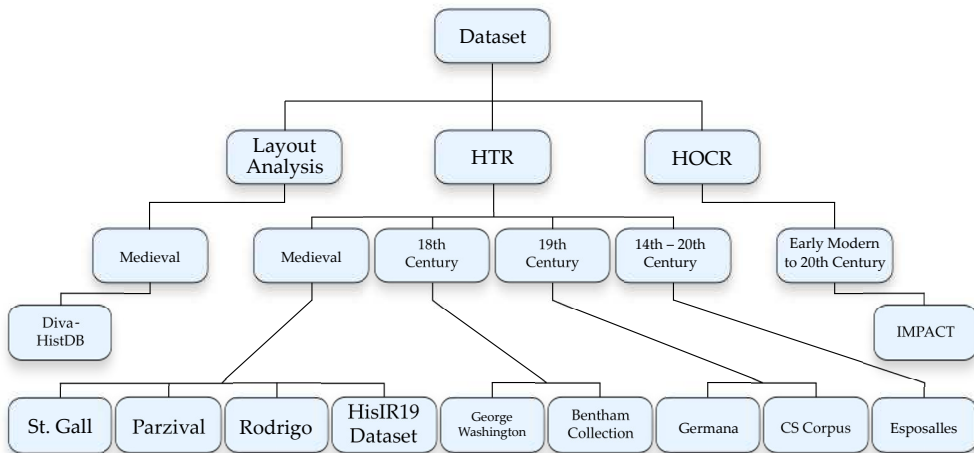 Dataset
Layout
Analysis
HTR
HOCR
Medieval
Medieval
18th
Century
19th
Century
14th – 20th
Century
Early Modern
to 20th Century
Diva-
HistDB
IMPACT
St. Gall
Parzival
Rodrigo
HisIR19
Dataset
George
Washington
Bentham
Collection
Germana
CS Corpus
Esposalles